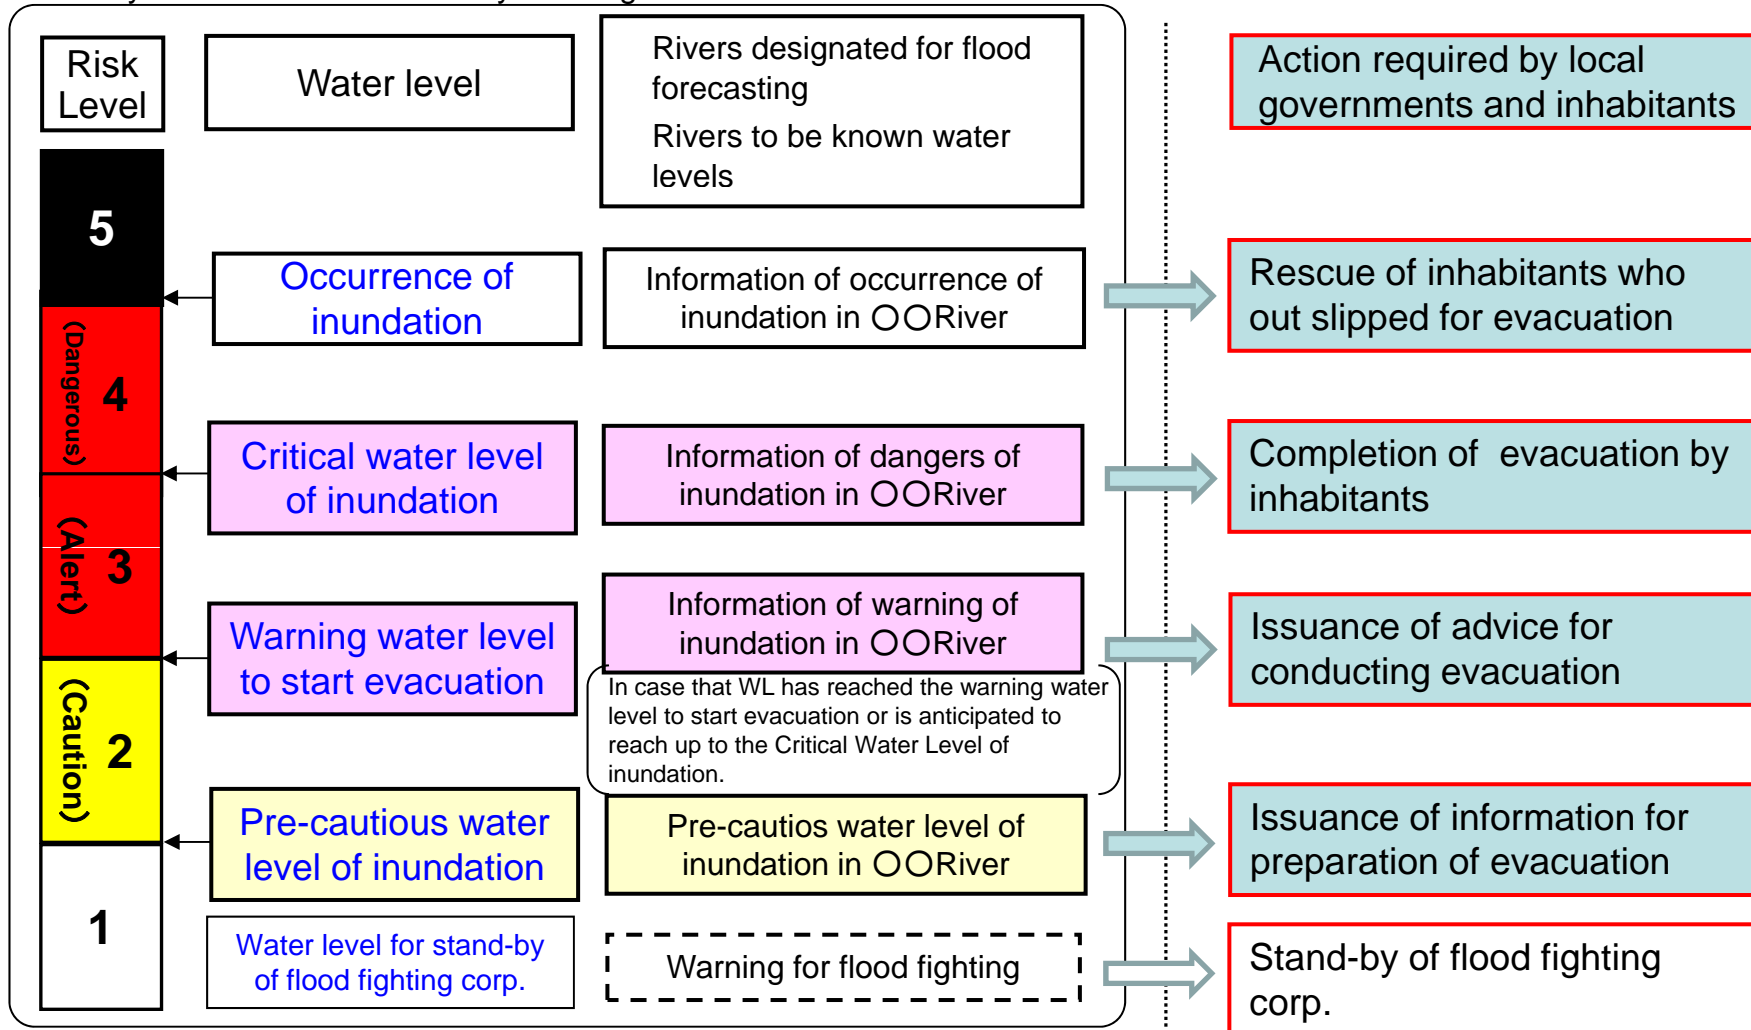 Risk
Level
Water level
Rivers designated for flood
forecasting
Rivers to be known water
levels
Action required by local
governments and inhabitants
5
Occurrence of
inundation
Information of occurrence of
inundation in ○○River
Rescue of inhabitants who
out slipped for evacuation
(Dangerous)
4
Critical water level
of inundation
Information of dangers of
inundation in ○○River
Completion of evacuation by
inhabitants
(Alert)
3
Warning water level
to start evacuation
Information of warning of
inundation in ○○River
In case that WL has reached the warning water
level to start evacuation or is anticipated to
reach up to the Critical Water Level of
inundation.
Issuance of advice for
conducting evacuation
(Caution)
2
Pre-cautious water
level of inundation
Pre-cautios water level of
inundation in ○○River
Issuance of information for
preparation of evacuation
1
Water level for stand-by
of flood fighting corp.
Warning for flood fighting
Stand-by of flood fighting
corp.